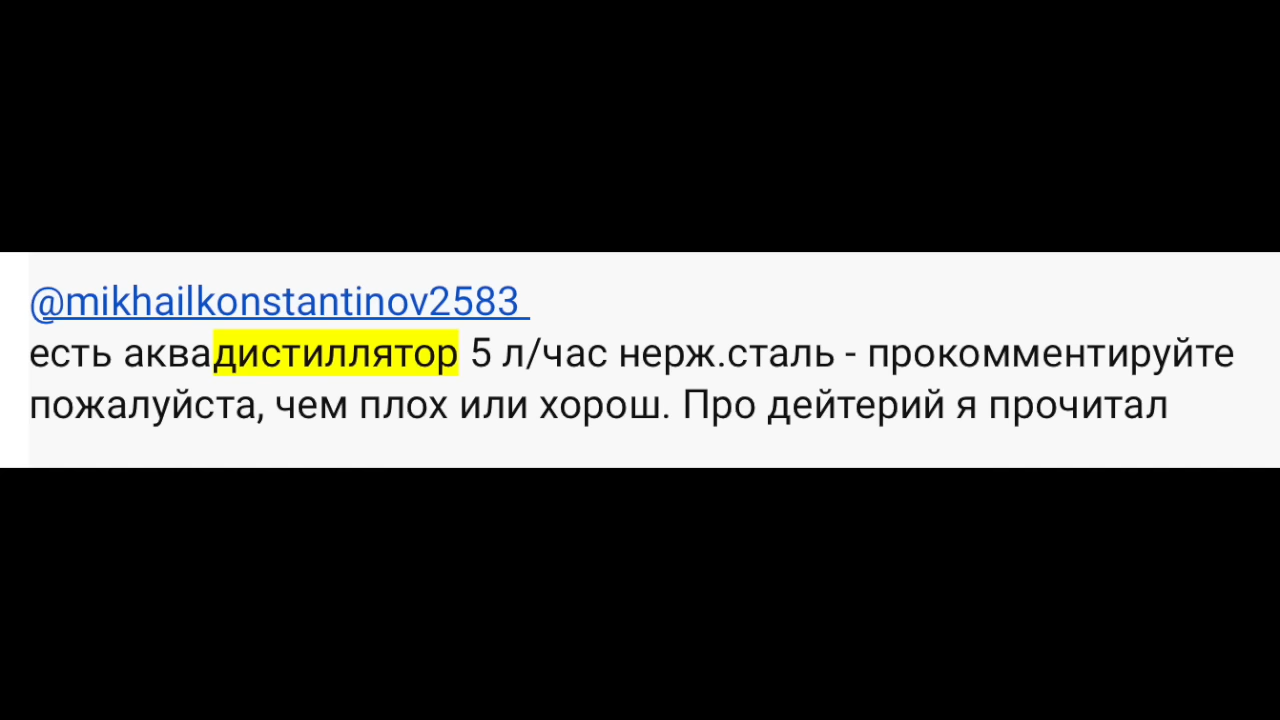 @mikhailkonstantinov2583
есть аквадистиллятор 5 л/час нерж.сталь - прокомментируйте
пожалуйста, чем плох или хорош. Про дейтерий я прочитал